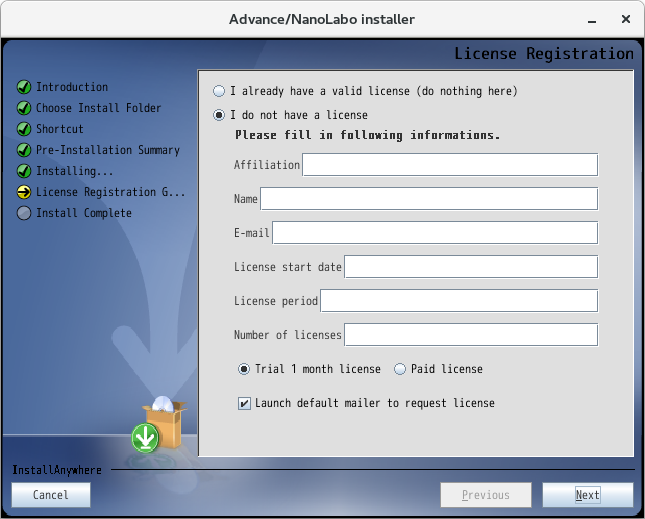 Advance/NanoLabo installer
License Registration
Introduction
Choose Install Folder
Shortcut
Pre-Installation Summary
Installing...
License Registration G...
Install Complete
I already have a valid license (do nothing here)
I do not have a license
Please fill in following informations.
Affiliation
Name
E-mail
License start date
License period
Number of licenses
Trial 1 month license Paid license
Launch default mailer to request license
InstallAnywhere
Cancel Previous Next